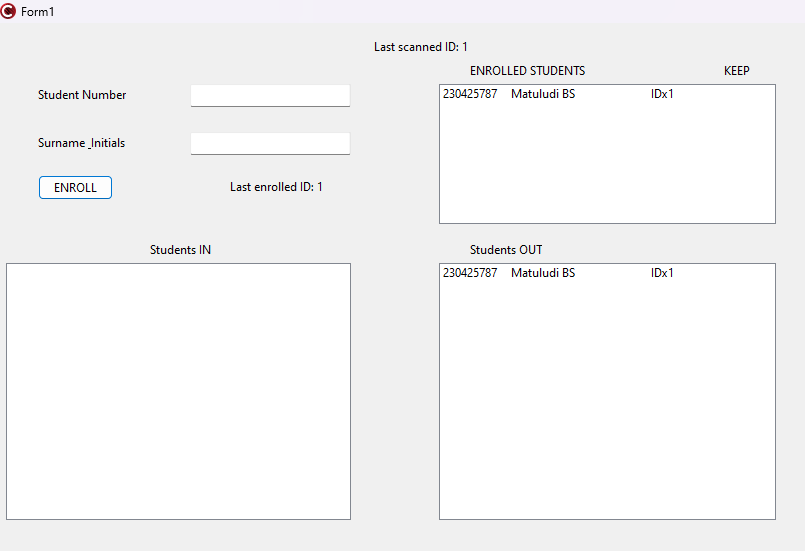 Form1
Last scanned ID: 1
ENROLLED STUDENTS KEEP
Student Number
230425787 Matuludi BS IDx1
Surname_Initials
ENROLL
Last enrolled ID: 1
Students IN
Students OUT
230425787 Matuludi BS IDx1